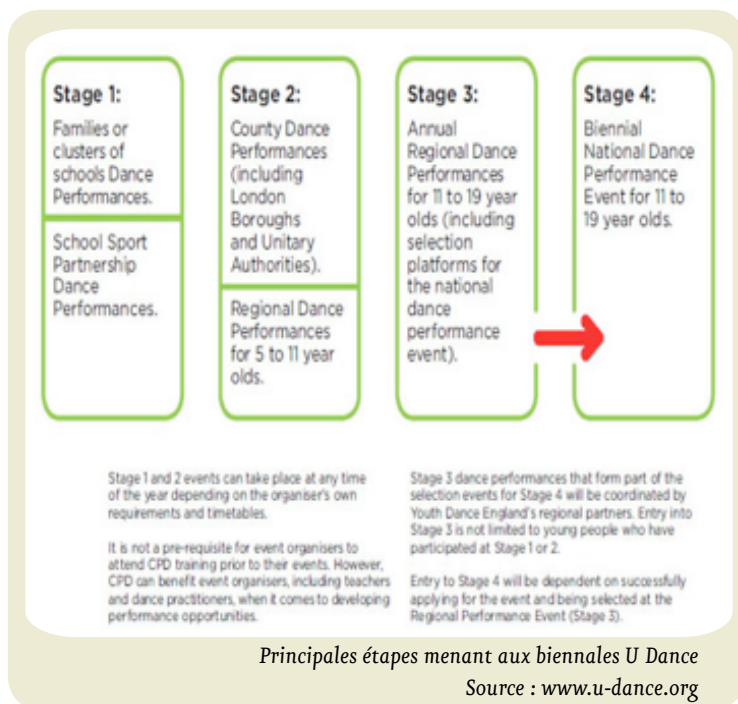 Stage 1:
Families or
clusters of
schools Dance
Performances.
School Sport
Partnership
Dance
Performances.
Stage 2:
County Dance
Performances
(including
London
Boroughs
and Unitary
Authorities).
Regional Dance
Performances
for 5 to 11 year
olds.
Stage 3:
Annual
Regional Dance
Performances
for 11 to 19 year
olds (including
selection
platforms for
the national
dance
performance
event).
Stage 4:
Biennial
National Dance
Performance
Event for 11 to
19 year olds.
Stage 1 and 2 events can take place at any time
of the year depending on the organiser's own
requirements and timetables.
It is not a pre-requisite for event organisers to
attend CPD training prior to their events. However,
CPD can benefit event organisers, including teachers
and dance practitioners, when it comes to developing
performance opportunities.
Stage 3 dance performances that form part of the
selection events for Stage 4 will be coordinated by
Youth Dance England's regional partners. Entry into
Stage 3 is not limited to young people who have
participated at Stage 1 or 2.
Entry to Stage 4 will be dependent on successfully
applying for the event and being selected at the
Regional Performance Event (Stage 3).
Principales étapes menant aux biennales U Dance
Source : www.u-dance.org